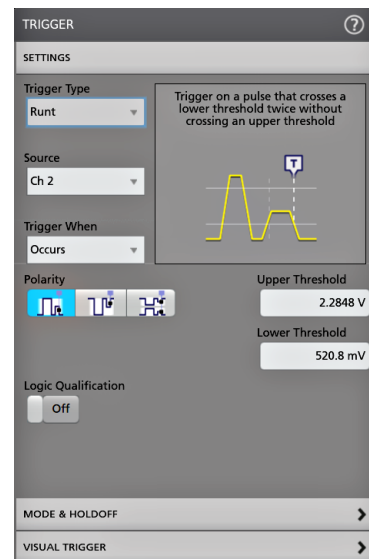 TRIGGER
?
SETTINGS
Trigger Type
Runt
Trigger on a pulse that crosses a
lower threshold twice without
crossing an upper threshold
T
Source
Ch 2
Trigger When
Occurs
Polarity
Upper Threshold
2.2848 V
Lower Threshold
520.8 mV
Logic Qualification
Off
MODE & HOLDOFF
VISUAL TRIGGER